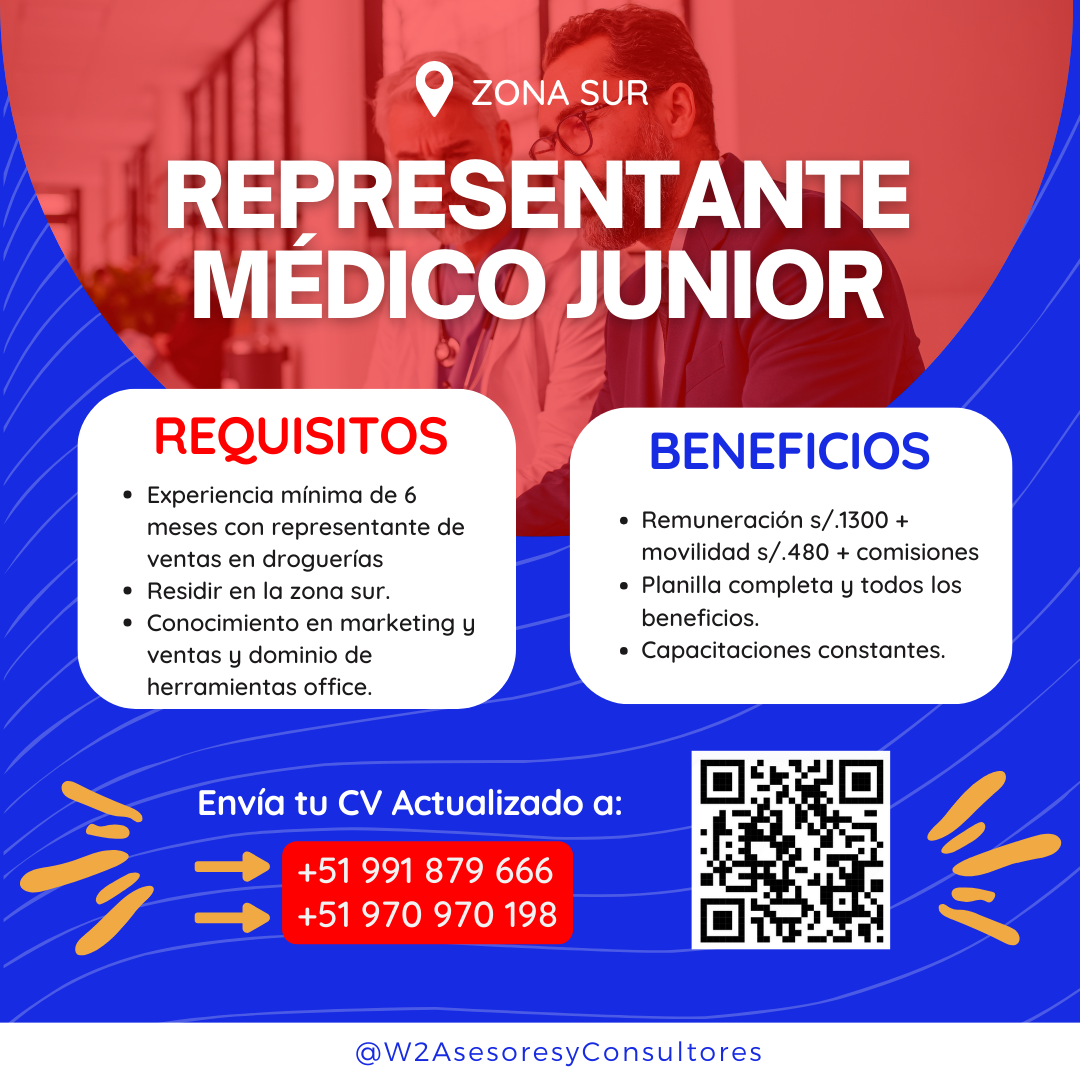 ZONA SUR
REPRESENTANTE
MÉDICO JUNIOR
REQUISITOS
• Experiencia mínima de 6
meses con representante de
ventas en droguerías
• Residir en la zona sur.
• Conocimiento en marketing y
ventas y dominio de
herramientas office.
BENEFICIOS
• Remuneración s/.1300 +
movilidad s/.480 + comisiones
• Planilla completa y todos los
beneficios.
• Capacitaciones constantes.
Envía tu CV Actualizado a:
+51 991 879 666
+51 970 970 198
@W2AsesoresyConsultores